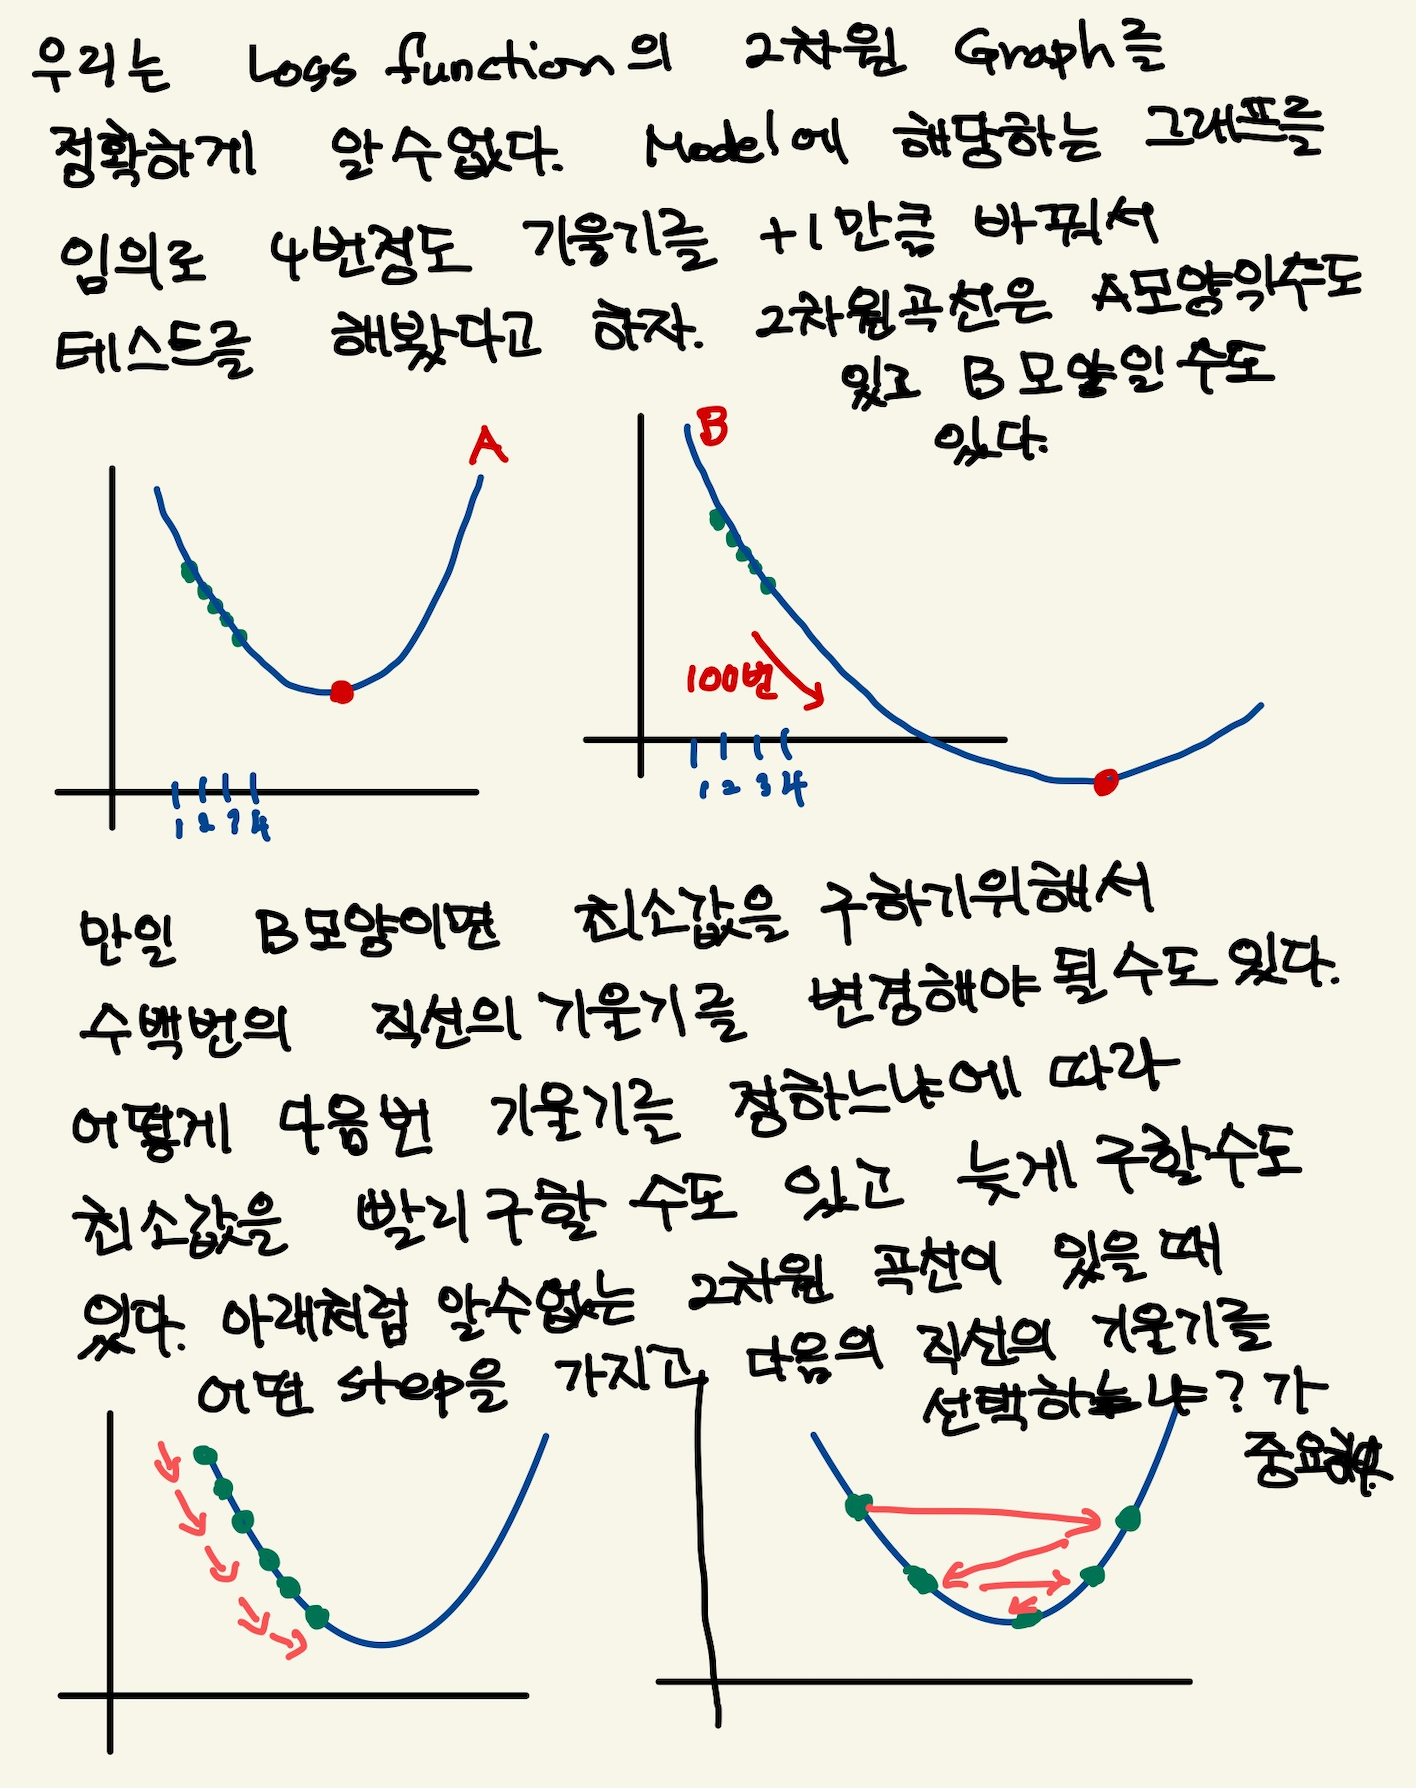 우리는 Loss function의 2차원 Graph를
정확하게 알수없다. Model에 해당하는 그래프를
임의로 4번정도 기울기를 +1만큼 바꿔서
테스트를 해봤다고 하자. 2차원곡선은 A모양일수도
있고 B모양일수도
있다.
A
B
100번
1 2 3 4
1 2 3 4
만일 B모양이면 최소값을 구하기위해서
수백번의 직선의 기울기를 변경해야 될수도 있다.
어떻게 다음번 기울기를 정하느냐에 따라
최소값을 빨리구할 수도 있고 늦게 구할수도
있다. 아래처럼 알수없는 2차원 곡선이 있을때
어떤 step을 가지고 다음의 직선의 기울기를
선택하느냐? 가